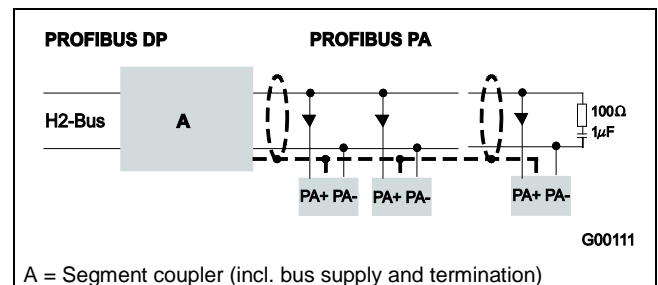 PROFIBUS DP PROFIBUS PA
H2-Bus A
100Ω
1µF
PA+ PA- PA+ PA- PA+ PA-
G00111
A = Segment coupler (incl. bus supply and termination)